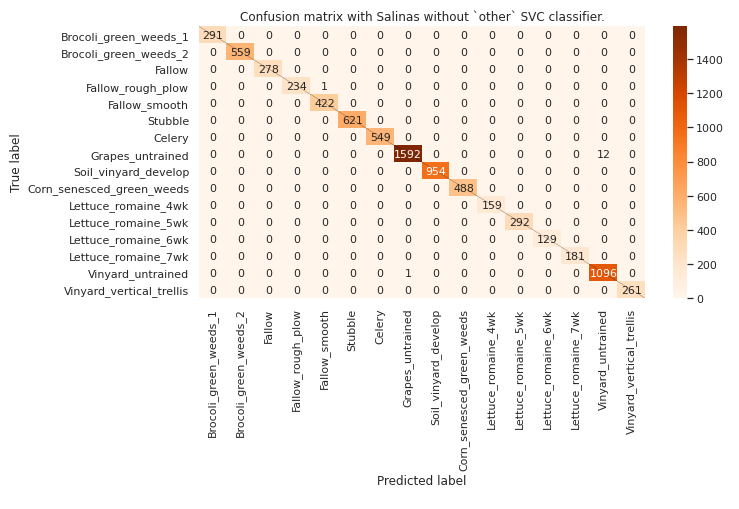 Confusion matrix with Salinas without `other` SVC classifier.
Brocoli_green_weeds_1 291 0 0 0 0 0 0 0 0 0 0 0 0 0 0 0
Brocoli_green_weeds_2 0 559 0 0 0 0 0 0 0 0 0 0 0 0 0 0
Fallow 0 0 278 0 0 0 0 0 0 0 0 0 0 0 0 0
Fallow_rough_plow 0 0 0 234 1 0 0 0 0 0 0 0 0 0 0 0
Fallow_smooth 0 0 0 0 422 0 0 0 0 0 0 0 0 0 0 0
Stubble 0 0 0 0 0 621 0 0 0 0 0 0 0 0 0 0
Celery 0 0 0 0 0 0 549 0 0 0 0 0 0 0 0 0
Grapes_untrained 0 0 0 0 0 0 0 1592 0 0 0 0 0 0 12 0
Soil_vinyard_develop 0 0 0 0 0 0 0 0 954 0 0 0 0 0 0 0
Corn_senesced_green_weeds 0 0 0 0 0 0 0 0 0 488 0 0 0 0 0 0
Lettuce_romaine_4wk 0 0 0 0 0 0 0 0 0 0 159 0 0 0 0 0
Lettuce_romaine_5wk 0 0 0 0 0 0 0 0 0 0 0 292 0 0 0 0
Lettuce_romaine_6wk 0 0 0 0 0 0 0 0 0 0 0 0 129 0 0 0
Lettuce_romaine_7wk 0 0 0 0 0 0 0 0 0 0 0 0 0 181 0 0
Vinyard_untrained 0 0 0 0 0 0 0 1 0 0 0 0 0 0 1096 0
Vinyard_vertical_trellis 0 0 0 0 0 0 0 0 0 0 0 0 0 0 0 261
True label
Brocoli_green_weeds_1
Brocoli_green_weeds_2
Fallow
Fallow_rough_plow
Fallow_smooth
Stubble
Celery
Grapes_untrained
Soil_vinyard_develop
Corn_senesced_green_weeds
Lettuce_romaine_4wk
Lettuce_romaine_5wk
Lettuce_romaine_6wk
Lettuce_romaine_7wk
Vinyard_untrained
Vinyard_vertical_trellis
Predicted label
1400
1200
1000
800
600
400
200
0